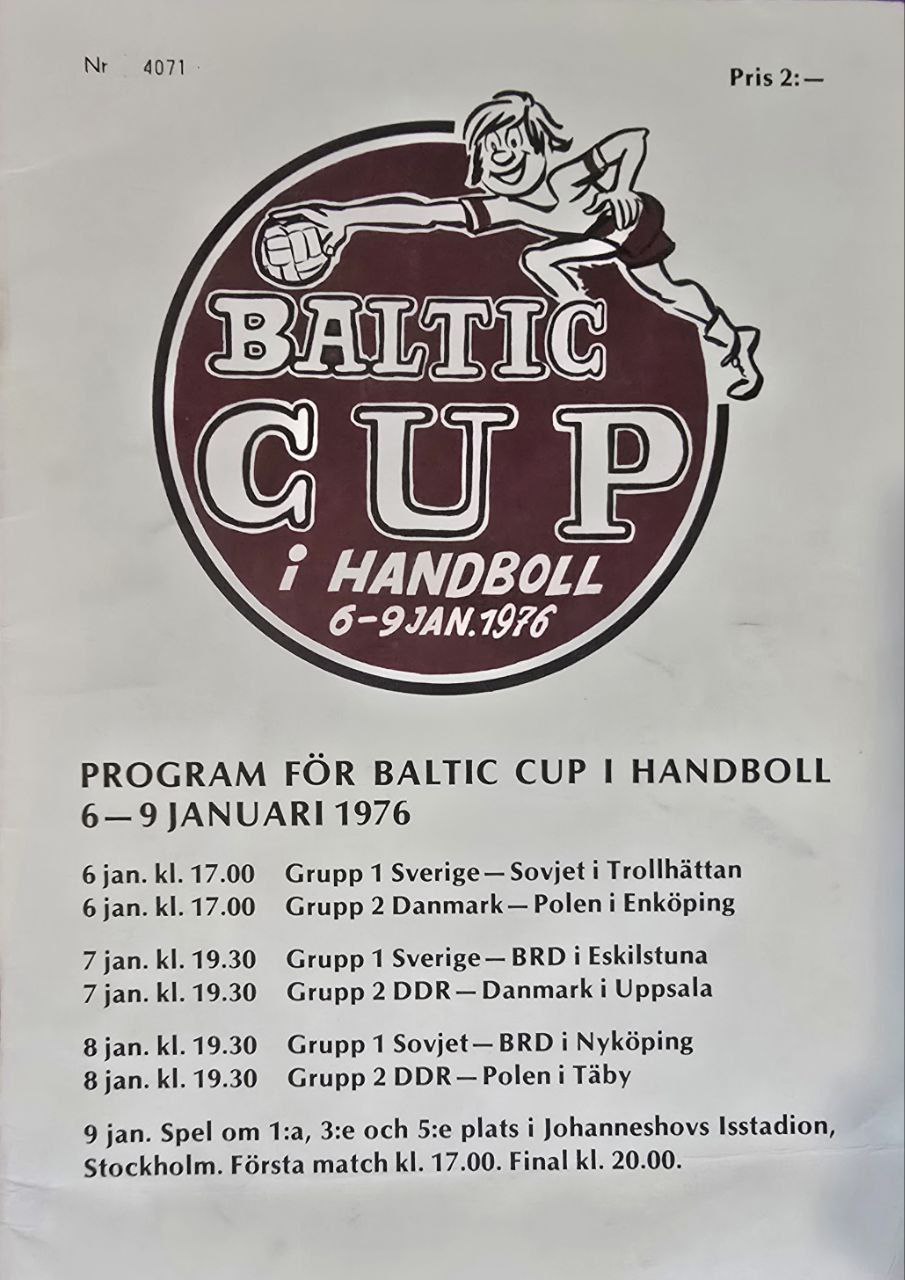 Nr 4071
Pris 2:—
BALTIC
CUP
i HANDBOLL
6-9 JAN. 1976
PROGRAM FÖR BALTIC CUP I HANDBOLL
6—9 JANUARI 1976
6 jan. kl. 17.00 Grupp 1 Sverige—Sovjet i Trollhättan
6 jan. kl. 17.00 Grupp 2 Danmark—Polen i Enköping
7 jan. kl. 19.30 Grupp 1 Sverige—BRD i Eskilstuna
7 jan. kl. 19.30 Grupp 2 DDR—Danmark i Uppsala
8 jan. kl. 19.30 Grupp 1 Sovjet—BRD i Nyköping
8 jan. kl. 19.30 Grupp 2 DDR—Polen i Täby
9 jan. Spel om 1:a, 3:e och 5:e plats i Johanneshovs Isstadion,
Stockholm. Första match kl. 17.00. Final kl. 20.00.